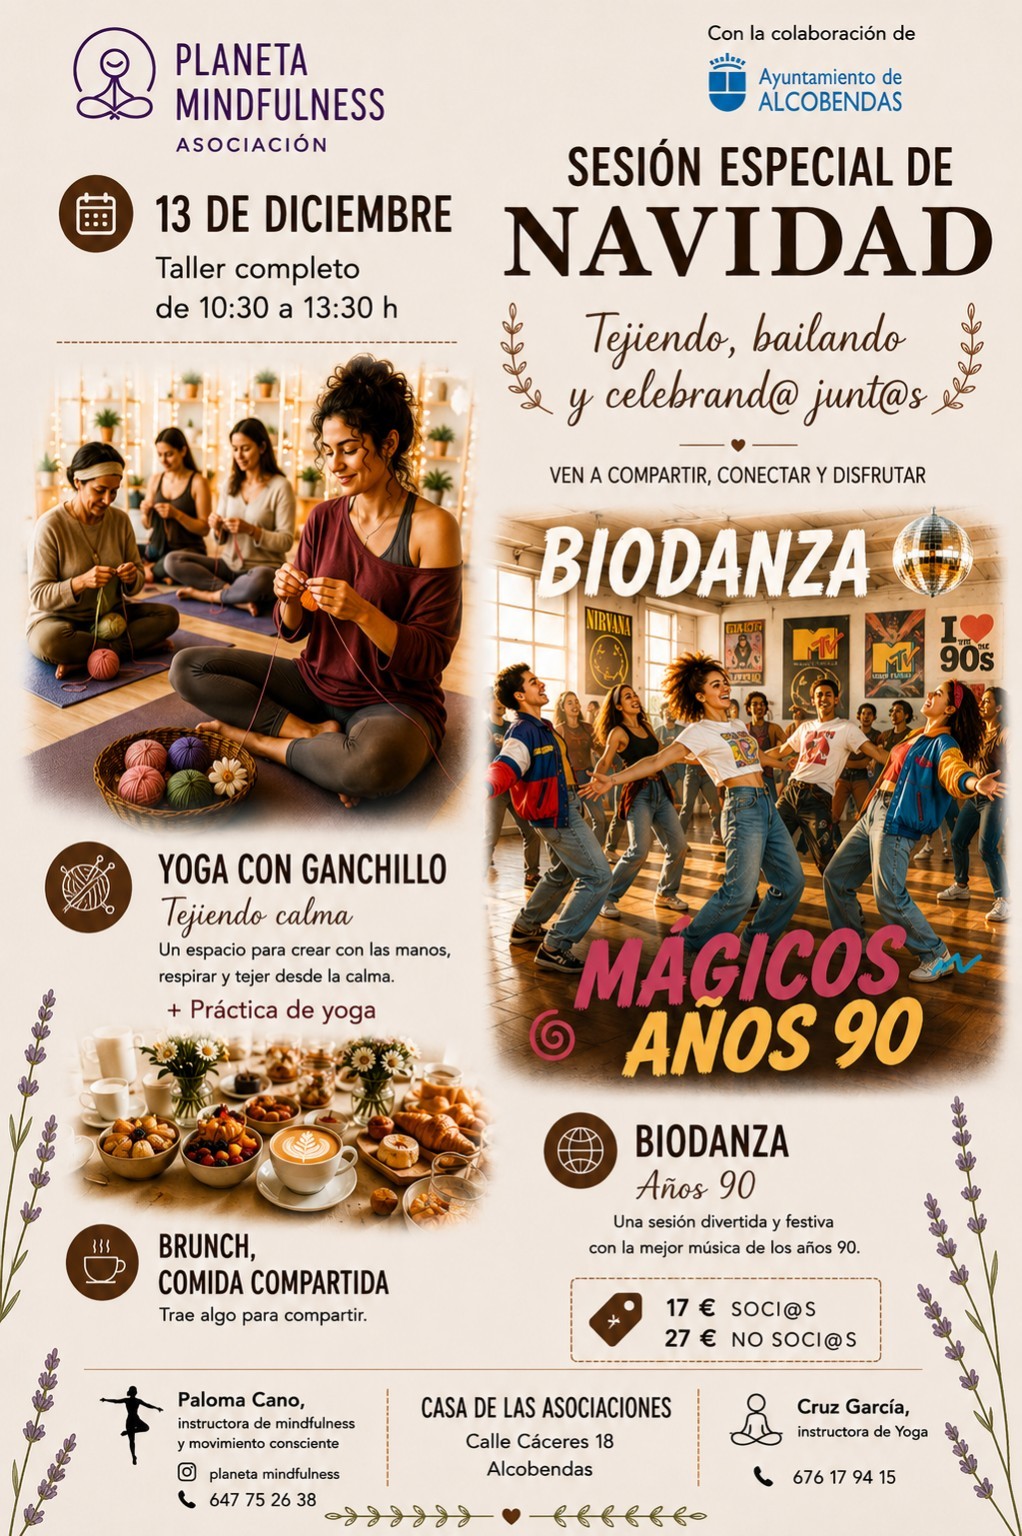 PLANETA
MINDFULNESS
ASOCIACIÓN
Con la colaboración de
Ayuntamiento de
ALCOBENDAS
13 DE DICIEMBRE
Taller completo
de 10:30 a 13:30 h
SESIÓN ESPECIAL DE
NAVIDAD
Tejiendo, bailando
y celebrand@ junt@s
VEN A COMPARTIR, CONECTAR Y DISFRUTAR
BIODANZA
NIRVANA
MTV
MTV
I ♥
90s
MÁGICOS
AÑOS 90
YOGA CON GANCHILLO
Tejiendo calma
Un espacio para crear con las manos,
respirar y tejer desde la calma.
+ Práctica de yoga
BRUNCH,
COMIDA COMPARTIDA
Trae algo para compartir.
BIODANZA
Años 90
Una sesión divertida y festiva
con la mejor música de los años 90.
17 € SOCI@S
27 € NO SOCI@S
Paloma Cano,
instructora de mindfulness
y movimiento consciente
planeta mindfulness
647 75 26 38
CASA DE LAS ASOCIACIONES
Calle Cáceres 18
Alcobendas
Cruz García,
instructora de Yoga
676 17 94 15